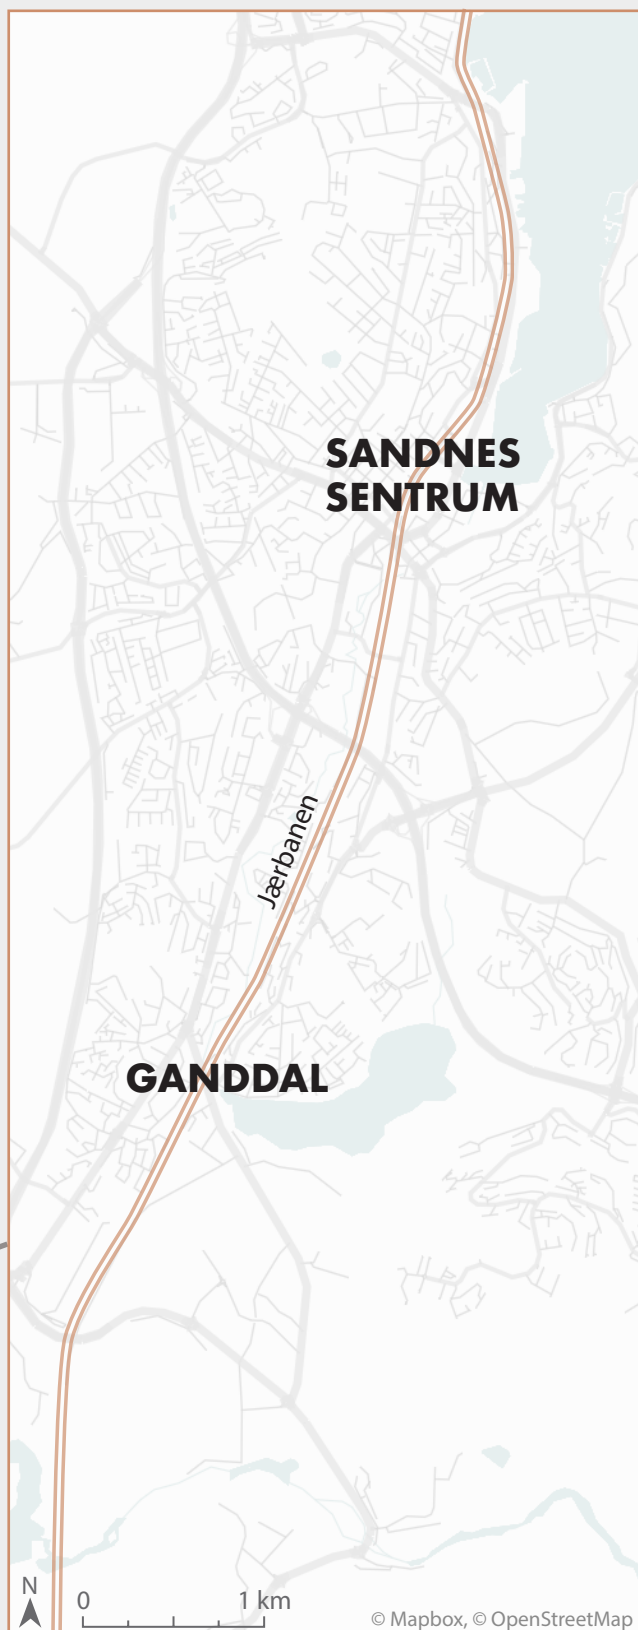 SANDNES
SENTRUM
Jærbanen
GANDDAL
N
0 1 km
© Mapbox, © OpenStreetMap